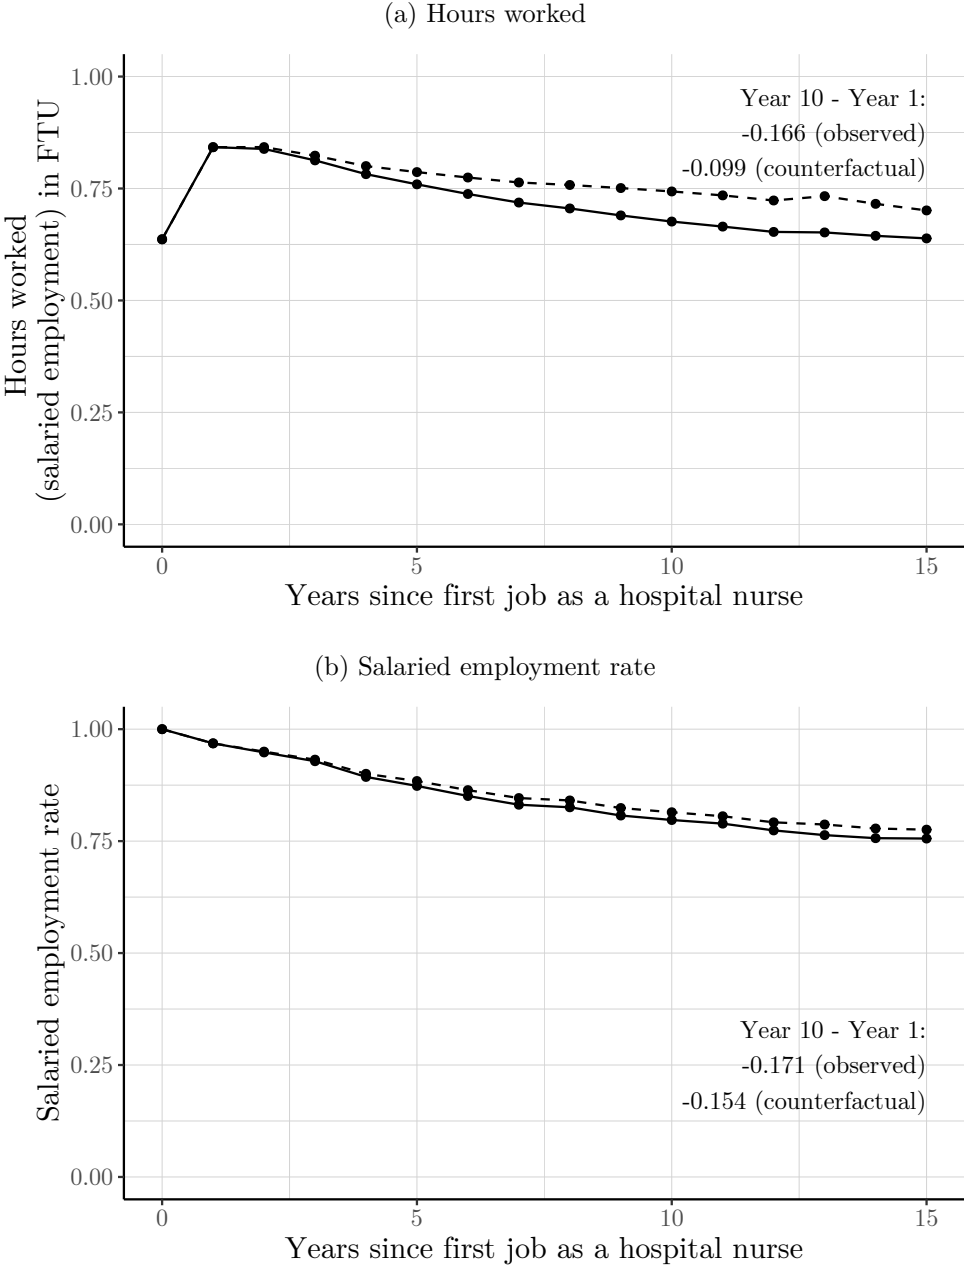 (a) Hours worked
Hours worked
(salaried employment) in FTU
1.00
0.75
0.50
0.25
0.00
Year 10 - Year 1:
-0.166 (observed)
-0.099 (counterfactual)
0 5 10 15
Years since first job as a hospital nurse
(b) Salaried employment rate
Salaried employment rate
1.00
0.75
0.50
0.25
0.00
Year 10 - Year 1:
-0.171 (observed)
-0.154 (counterfactual)
0 5 10 15
Years since first job as a hospital nurse